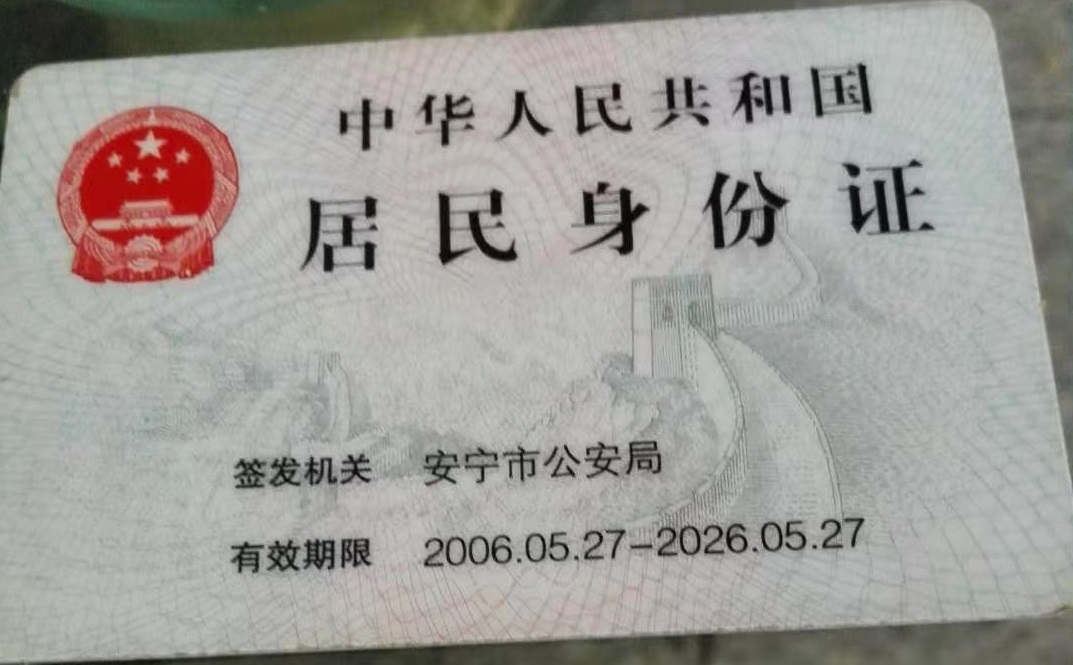 中华人民共和国
居民身份证
签发机关 安宁市公安局
有效期限 2006.05.27-2026.05.27